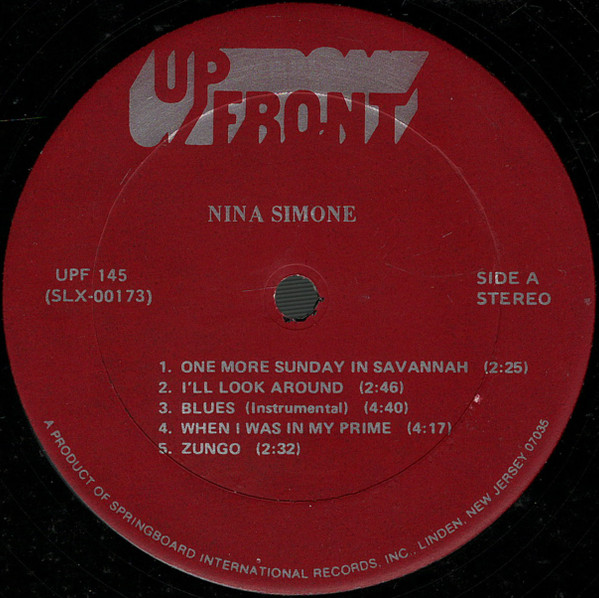 UP
FRONT
NINA SIMONE
UPF 145
(SLX-00173)
SIDE A
STEREO
1. ONE MORE SUNDAY IN SAVANNAH (2:25)
2. I'LL LOOK AROUND (2:46)
3. BLUES (Instrumental) (4:40)
4. WHEN I WAS IN MY PRIME (4:17)
5. ZUNGO (2:32)
A PRODUCT OF SPRINGBOARD INTERNATIONAL RECORDS, INC., LINDEN, NEW JERSEY 07036